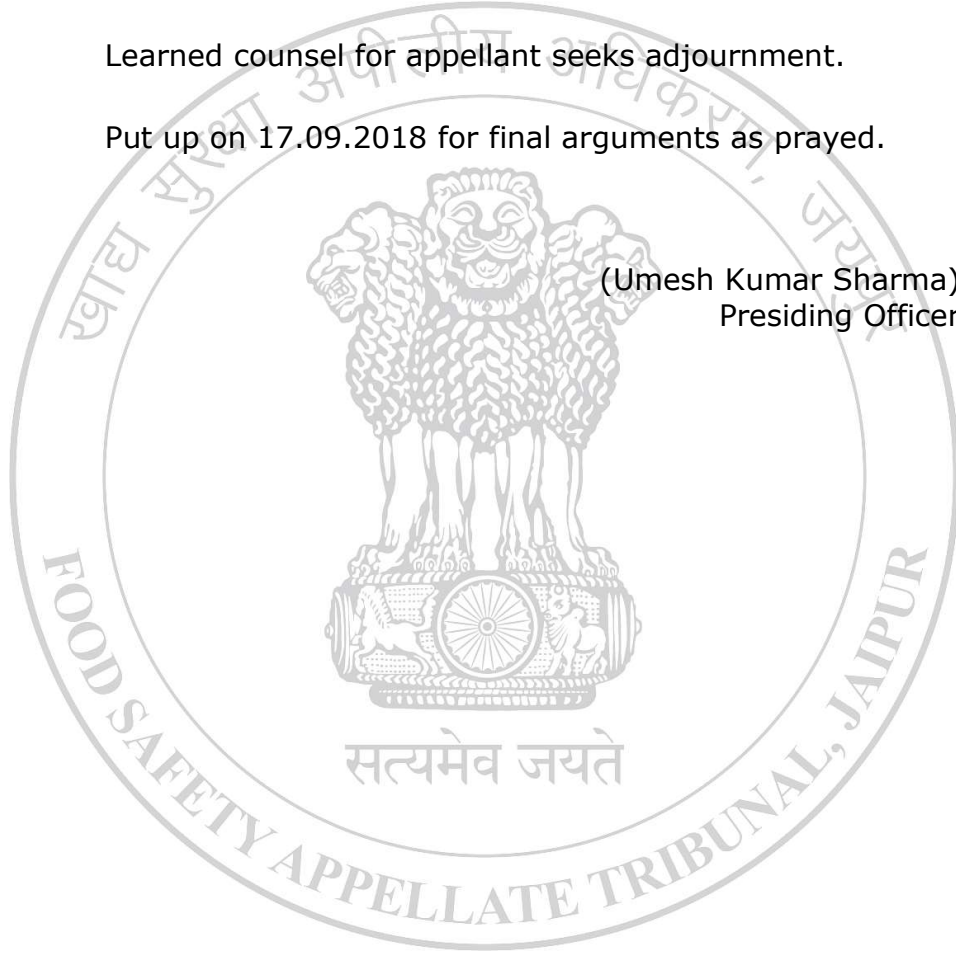 Learned counsel for appellant seeks adjournment.
Put up on 17.09.2018 for final arguments as prayed.
(Umesh Kumar Sharma)
Presiding Officer
खाद्य सुरक्षा अपीलीय अधिकरण, जयपुर
सत्यमेव जयते
FOOD SAFETY APPELLATE TRIBUNAL, JAIPUR